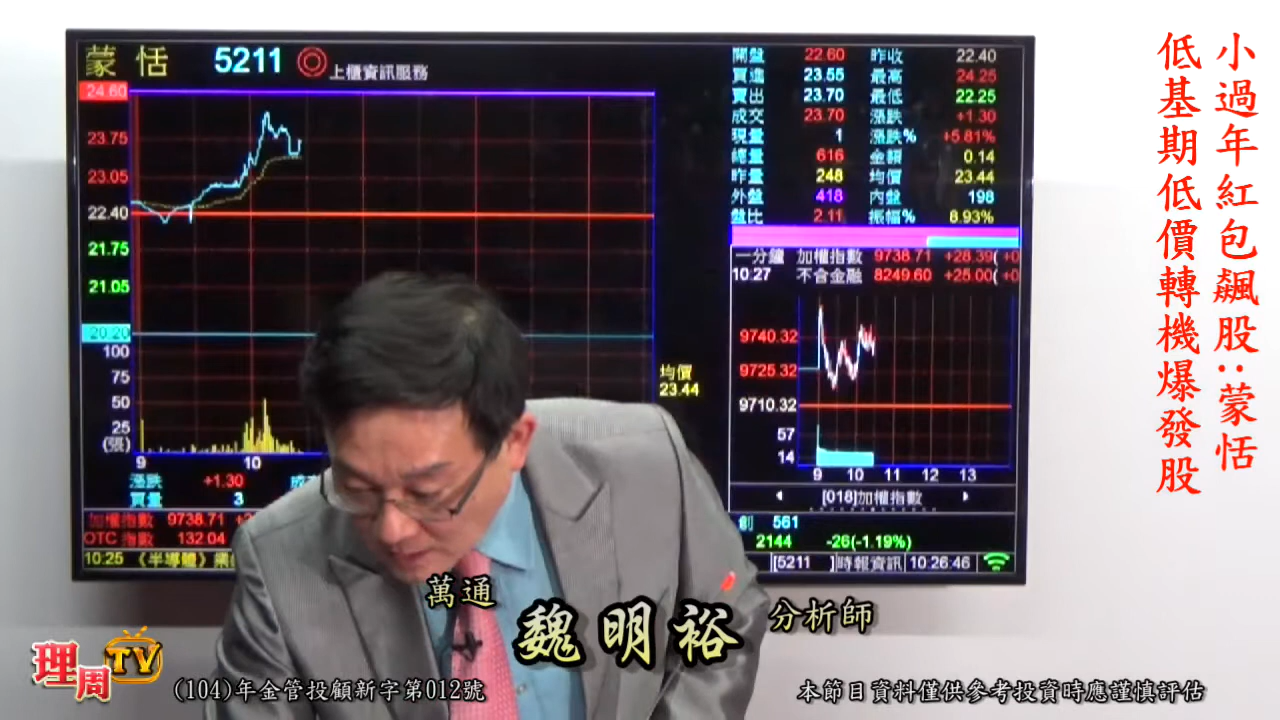 蒙恬 5211 上櫃資訊服務
24.60
23.75
23.05
22.40
21.75
21.05
20.20
100
75
50
25
(張)
9 10
漲跌 +1.30
買量 3
加權指數 9738.71
OTC 指數 132.04
10:25 《半導體》
均價
23.44
開盤 22.60 昨收 22.40
買進 23.55 最高 24.25
賣出 23.70 最低 22.25
成交 23.70 漲跌 +1.30
現量 1 漲跌% +5.81%
總量 616 金額 0.14
昨量 248 均價 23.44
外盤 418 內盤 198
盤比 2.11 振幅% 8.93%
一分鐘 加權指數 9738.71 +28.39( +0
10:27 不含金融 8249.60 +25.00( +0
9740.32
9725.32
9710.32
57
14
9 10 11 12 13
[018]加權指數
創 561
2144 -26(-1.19%)
[5211 ]時報資訊 10:26:46
小過年紅包飆股:蒙恬
低基期低價轉機爆發股
萬通 魏明裕 分析師
理周TV
(104)年金管投顧新字第012號
本節目資料僅供參考投資時應謹慎評估